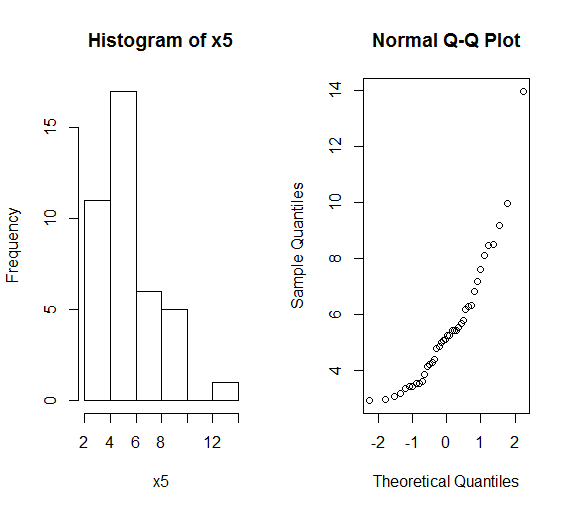 Histogram of x5
Frequency
15
10
5
0
2 4 6 8 12
x5
Normal Q-Q Plot
Sample Quantiles
14
12
10
8
6
4
-2 -1 0 1 2
Theoretical Quantiles